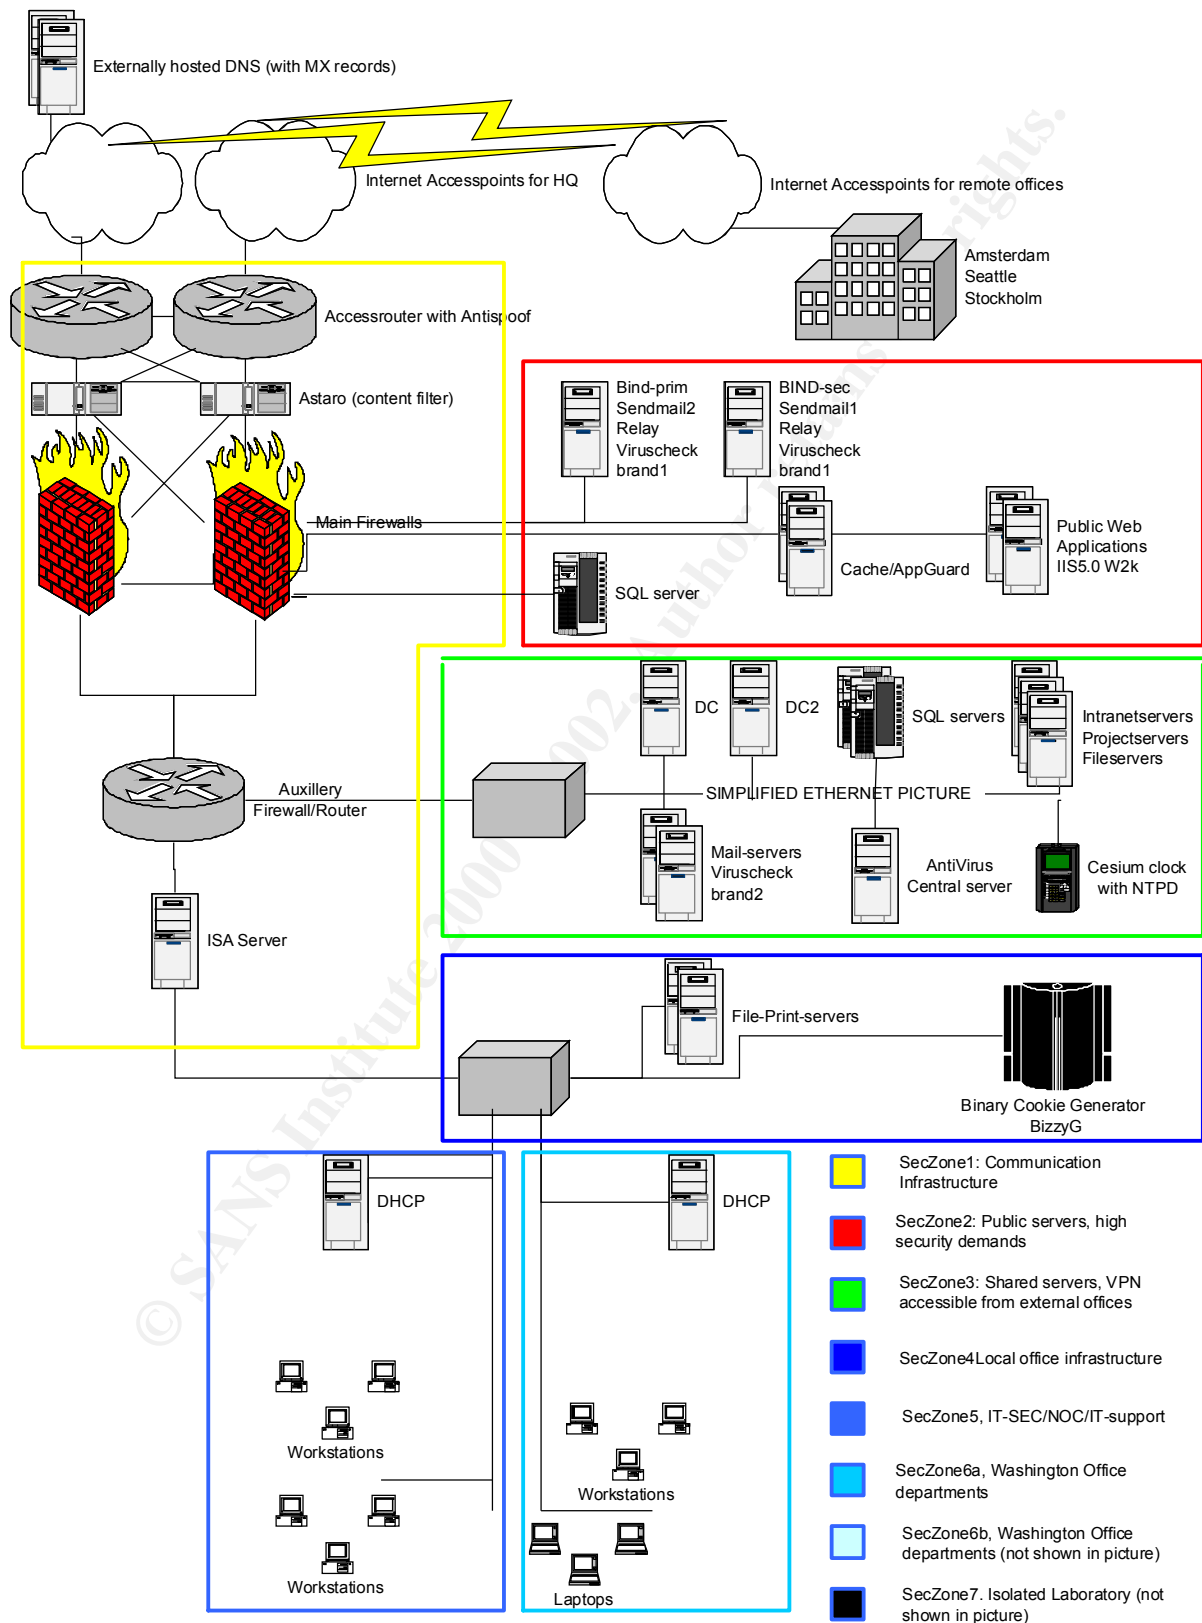 Externally hosted DNS (with MX records)
Internet Accesspoints for HQ
Internet Accesspoints for remote offices
Amsterdam
Seattle
Stockholm
Accessrouter with Antispoof
Astaro (content filter)
Main Firewalls
Bind-prim
Sendmail2
Relay
Viruscheck
brand1
BIND-sec
Sendmail1
Relay
Viruscheck
brand1
Cache/AppGuard
Public Web
Applications
IIS5.0 W2k
SQL server
DC
DC2
SQL servers
Intranetservers
Projectservers
Fileservers
Auxillery
Firewall/Router
SIMPLIFIED ETHERNET PICTURE
Mail-servers
Viruscheck
brand2
AntiVirus
Central server
Cesium clock
with NTPD
ISA Server
File-Print-servers
Binary Cookie Generator
BizzyG
DHCP
DHCP
Workstations
Workstations
Workstations
Laptops
SecZone1: Communication
Infrastructure
SecZone2: Public servers, high
security demands
SecZone3: Shared servers, VPN
accessible from external offices
SecZone4Local office infrastructure
SecZone5, IT-SEC/NOC/IT-support
SecZone6a, Washington Office
departments
SecZone6b, Washington Office
departments (not shown in picture)
SecZone7. Isolated Laboratory (not
shown in picture)
© SANS Institute 2000 2002, Author rights.